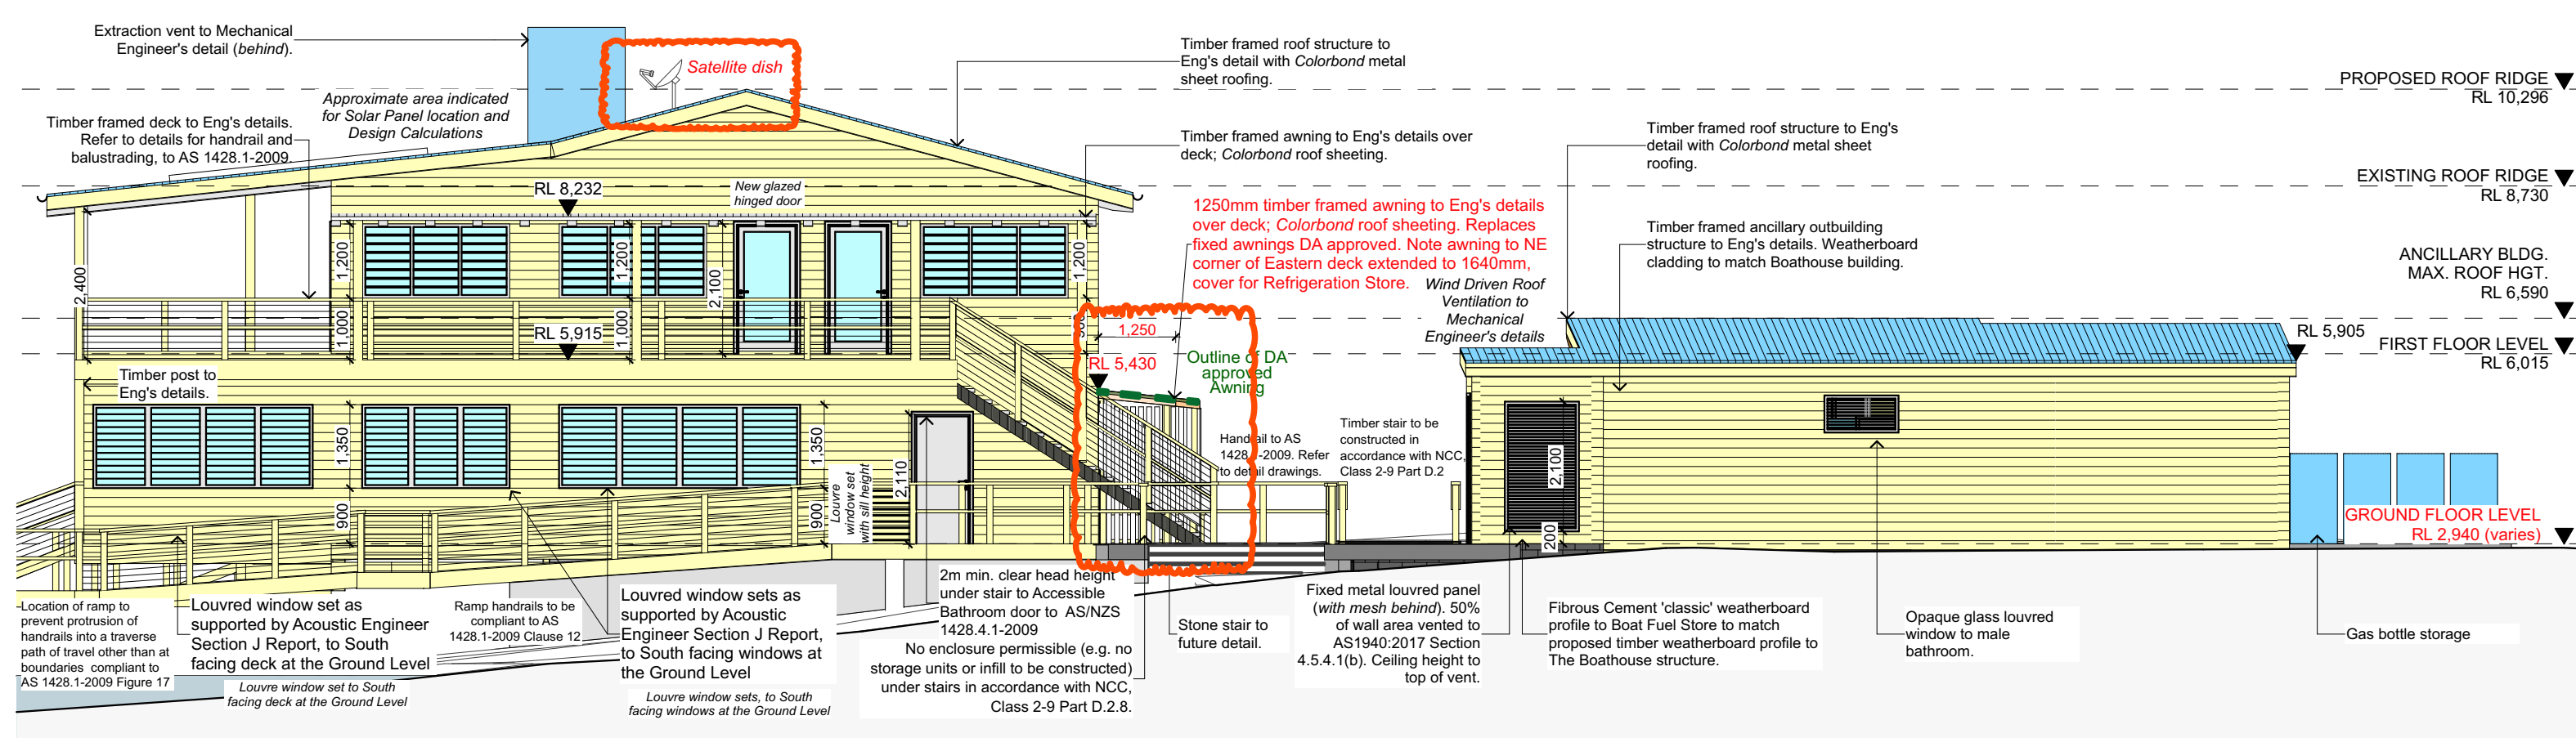 Extraction vent to Mechanical
Engineer's detail (behind).
Satellite dish
Timber framed roof structure to
Eng's detail with Colorbond metal
sheet roofing.
PROPOSED ROOF RIDGE
RL 10,296
Approximate area indicated
for Solar Panel location and
Design Calculations
Timber framed deck to Eng's details.
Refer to details for handrail and
balustrading, to AS 1428.1-2009.
Timber framed awning to Eng's details over
deck; Colorbond roof sheeting.
Timber framed roof structure to Eng's
detail with Colorbond metal sheet
roofing.
EXISTING ROOF RIDGE
RL 8,730
RL 8,232
New glazed
hinged door
1250mm timber framed awning to Eng's details
over deck; Colorbond roof sheeting. Replaces
fixed awnings DA approved. Note awning to NE
corner of Eastern deck extended to 1640mm,
cover for Refrigeration Store.
Timber framed ancillary outbuilding
structure to Eng's details. Weatherboard
cladding to match Boathouse building.
ANCILLARY BLDG.
MAX. ROOF HGT.
RL 6,590
Wind Driven Roof
Ventilation to
Mechanical
Engineer's details
2,400
1,200
1,200
2,100
1,200
1,000
1,000
900
RL 5,915
1,250
RL 5,430
Outline of DA
approved
Awning
RL 5,905
FIRST FLOOR LEVEL
RL 6,015
Timber post to
Eng's details.
1,350
900
1,350
900
Louvre
window set
with sill height
2,110
Handrail to AS
1428.1-2009. Refer
to detail drawings.
Timber stair to be
constructed in
accordance with NCC,
Class 2-9 Part D.2
2,100
200
GROUND FLOOR LEVEL
RL 2,940 (varies)
Location of ramp to
prevent protrusion of
handrails into a traverse
path of travel other than at
boundaries compliant to
AS 1428.1-2009 Figure 17
Louvred window sets as
supported by Acoustic Engineer
Section J Report, to South
facing deck at the Ground Level
Louvre window set to South
facing deck at the Ground Level
Ramp handrails to be
compliant to AS
1428.1-2009 Clause 12
Louvred window sets as
supported by Acoustic
Engineer Section J Report,
to South facing windows at
the Ground Level
Louvre window sets, to South
facing windows at the Ground Level
2m min. clear head height
under stair to Accessible
Bathroom door to AS/NZS
1428.4.1-2009
No enclosure permissible (e.g. no
storage units or infill to be constructed)
under stairs in accordance with NCC,
Class 2-9 Part D.2.8.
Stone stair to
future detail.
Fixed metal louvred panel
(with mesh behind). 50%
of wall area vented to
AS1940:2017 Section
4.5.4.1(b). Ceiling height to
top of vent.
Fibrous Cement 'classic' weatherboard
profile to Boat Fuel Store to match
proposed timber weatherboard profile to
The Boathouse structure.
Opaque glass louvred
window to male
bathroom.
Gas bottle storage